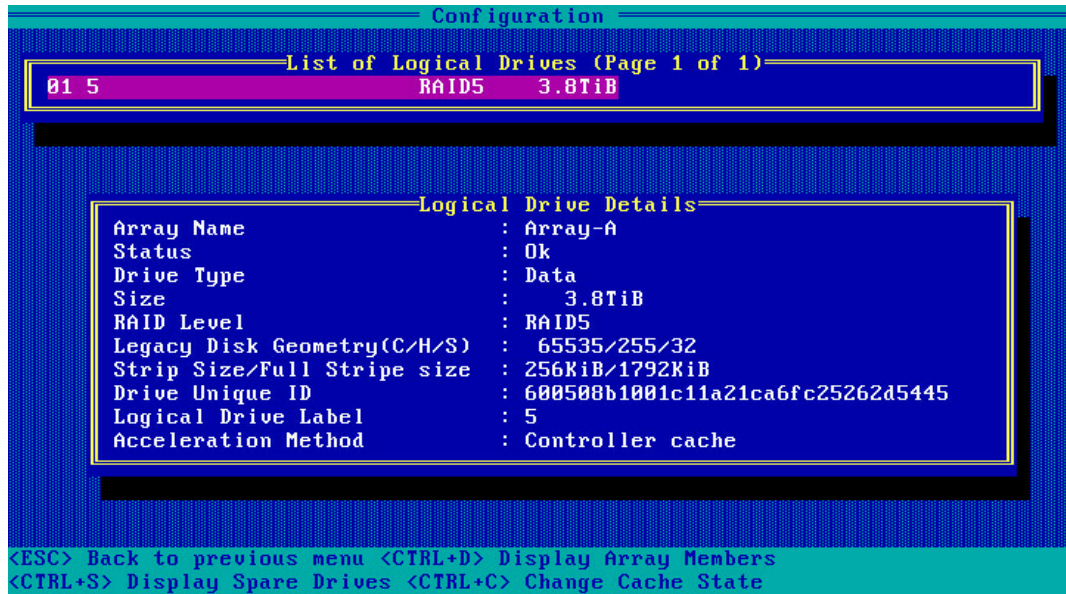 Configuration
List of Logical Drives (Page 1 of 1)
01 5 RAID5 3.8TiB
Logical Drive Details
Array Name : Array-A
Status : Ok
Drive Type : Data
Size : 3.8TiB
RAID Level : RAID5
Legacy Disk Geometry(C/H/S) : 65535/255/32
Strip Size/Full Stripe size : 256KiB/1792KiB
Drive Unique ID : 600508b1001c11a21ca6fc25262d5445
Logical Drive Label : 5
Acceleration Method : Controller cache
<ESC> Back to previous menu <CTRL+D> Display Array Members
<CTRL+S> Display Spare Drives <CTRL+C> Change Cache State